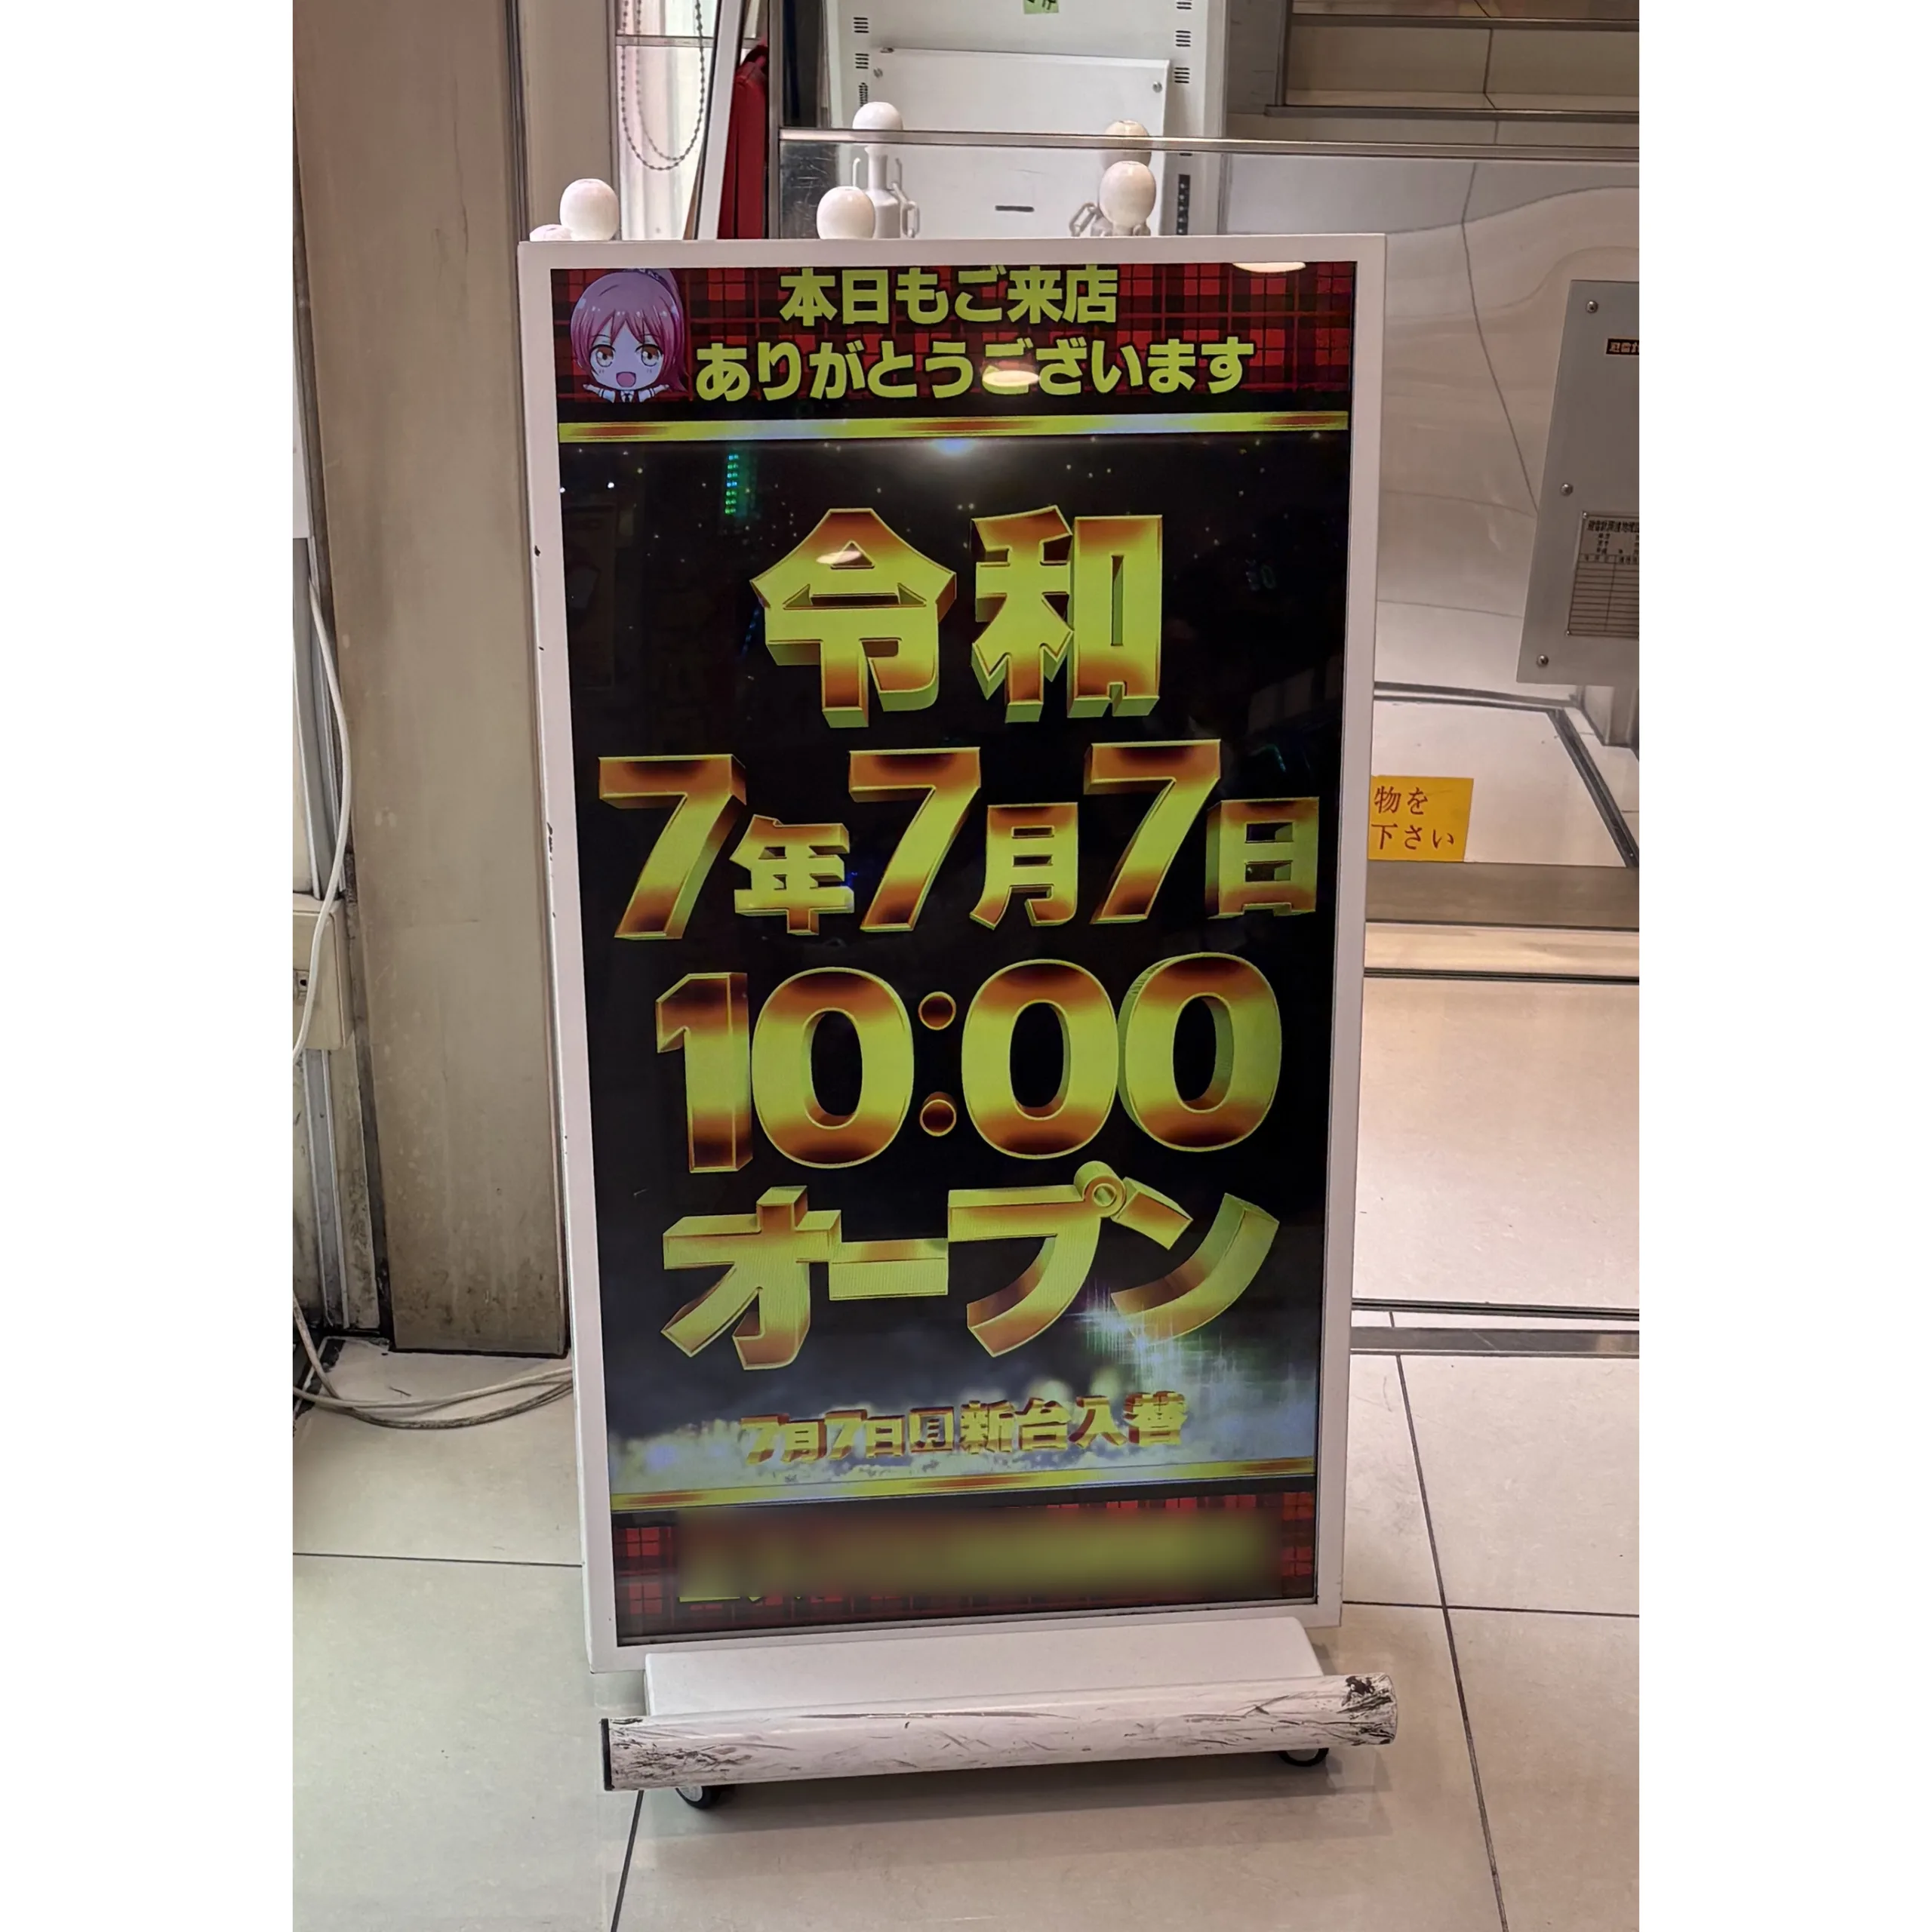 本日もご来店
ありがとうございます
令和
7年7月7日
10:00
オープン
7月7日月新台入替
物を
下さい